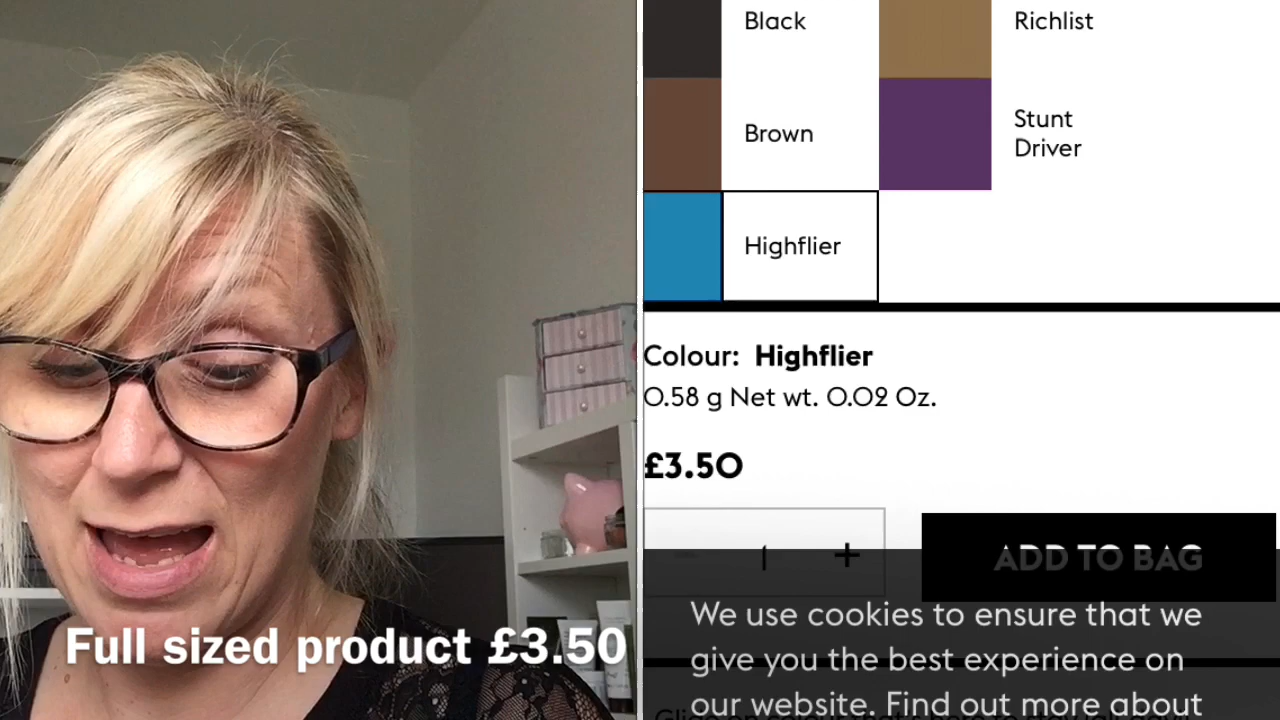 Full sized product £3.50
Black
Richlist
Brown
Stunt
Driver
Highflier
Colour: Highflier
0.58 g Net wt. 0.02 Oz.
£3.50
- 1 +
ADD TO BAG
We use cookies to ensure that we
give you the best experience on
our website. Find out more about